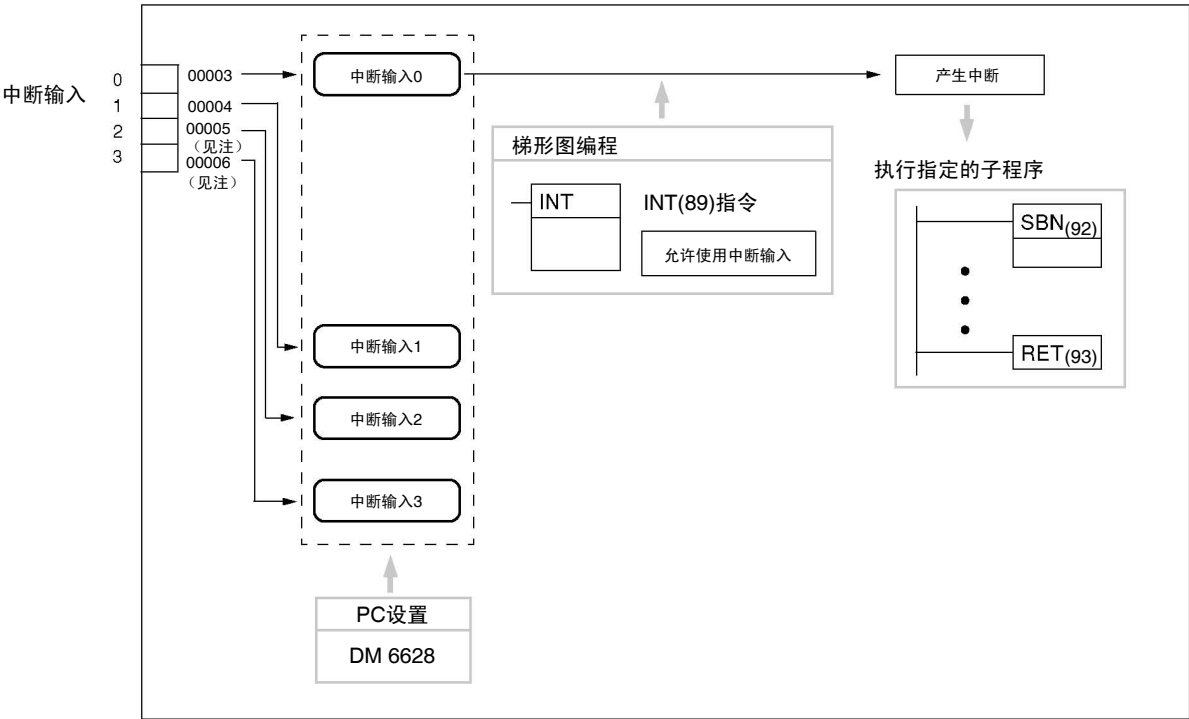 中断输入
0
00003
中断输入0
产生中断
1
00004
2
00005
（见注）
3
00006
（见注）
梯形图编程
INT
INT(89)指令
允许使用中断输入
执行指定的子程序
SBN(92)
RET(93)
中断输入1
中断输入2
中断输入3
PC设置
DM 6628